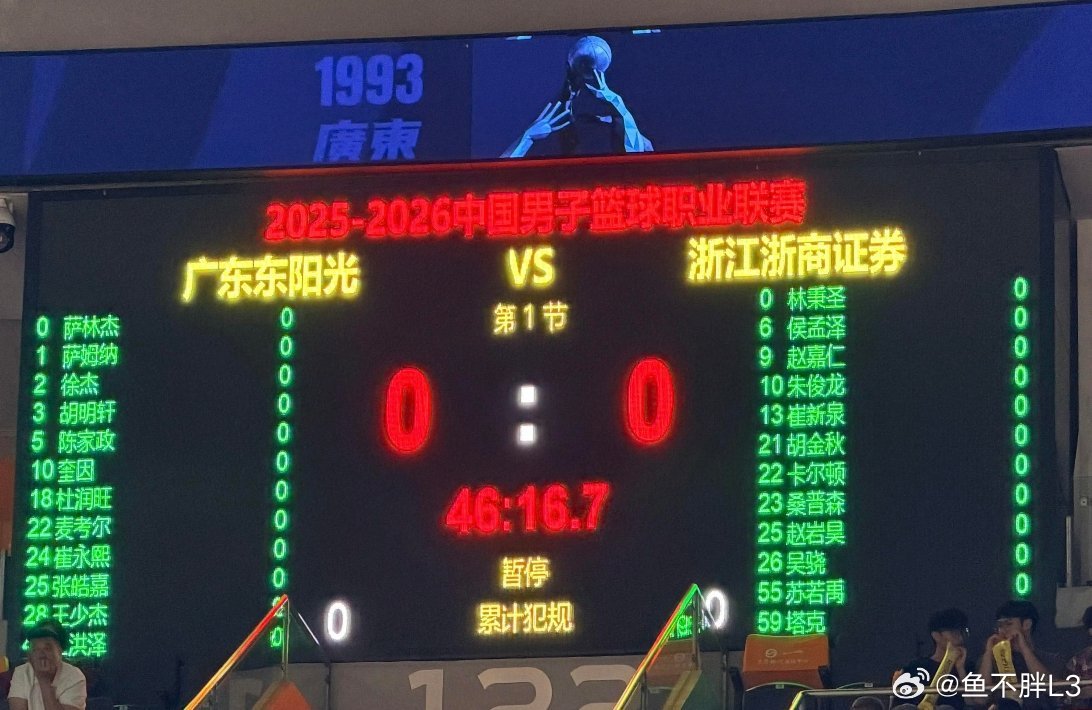 1993
廣東
2025-2026中国男子篮球职业联赛
广东东阳光 VS 浙江浙商证券
第1节
0 萨林杰 0
1 萨姆纳 0
2 徐杰 0
3 胡明轩 0
5 陈家政 0
10 奎因 0
18 杜润旺 0
22 麦考尔 0
24 崔永熙 0
25 张皓嘉 0
28 王少杰 0
洪泽
0 : 0
46:16.7
暂停
0 累计犯规 0
0 林秉圣 0
6 侯孟泽 0
9 赵嘉仁 0
10 朱俊龙 0
13 崔新泉 0
21 胡金秋 0
22 卡尔顿 0
23 桑普森 0
25 赵岩昊 0
26 吴骁 0
55 苏若禹 0
59 塔克
122
@鱼不胖L3